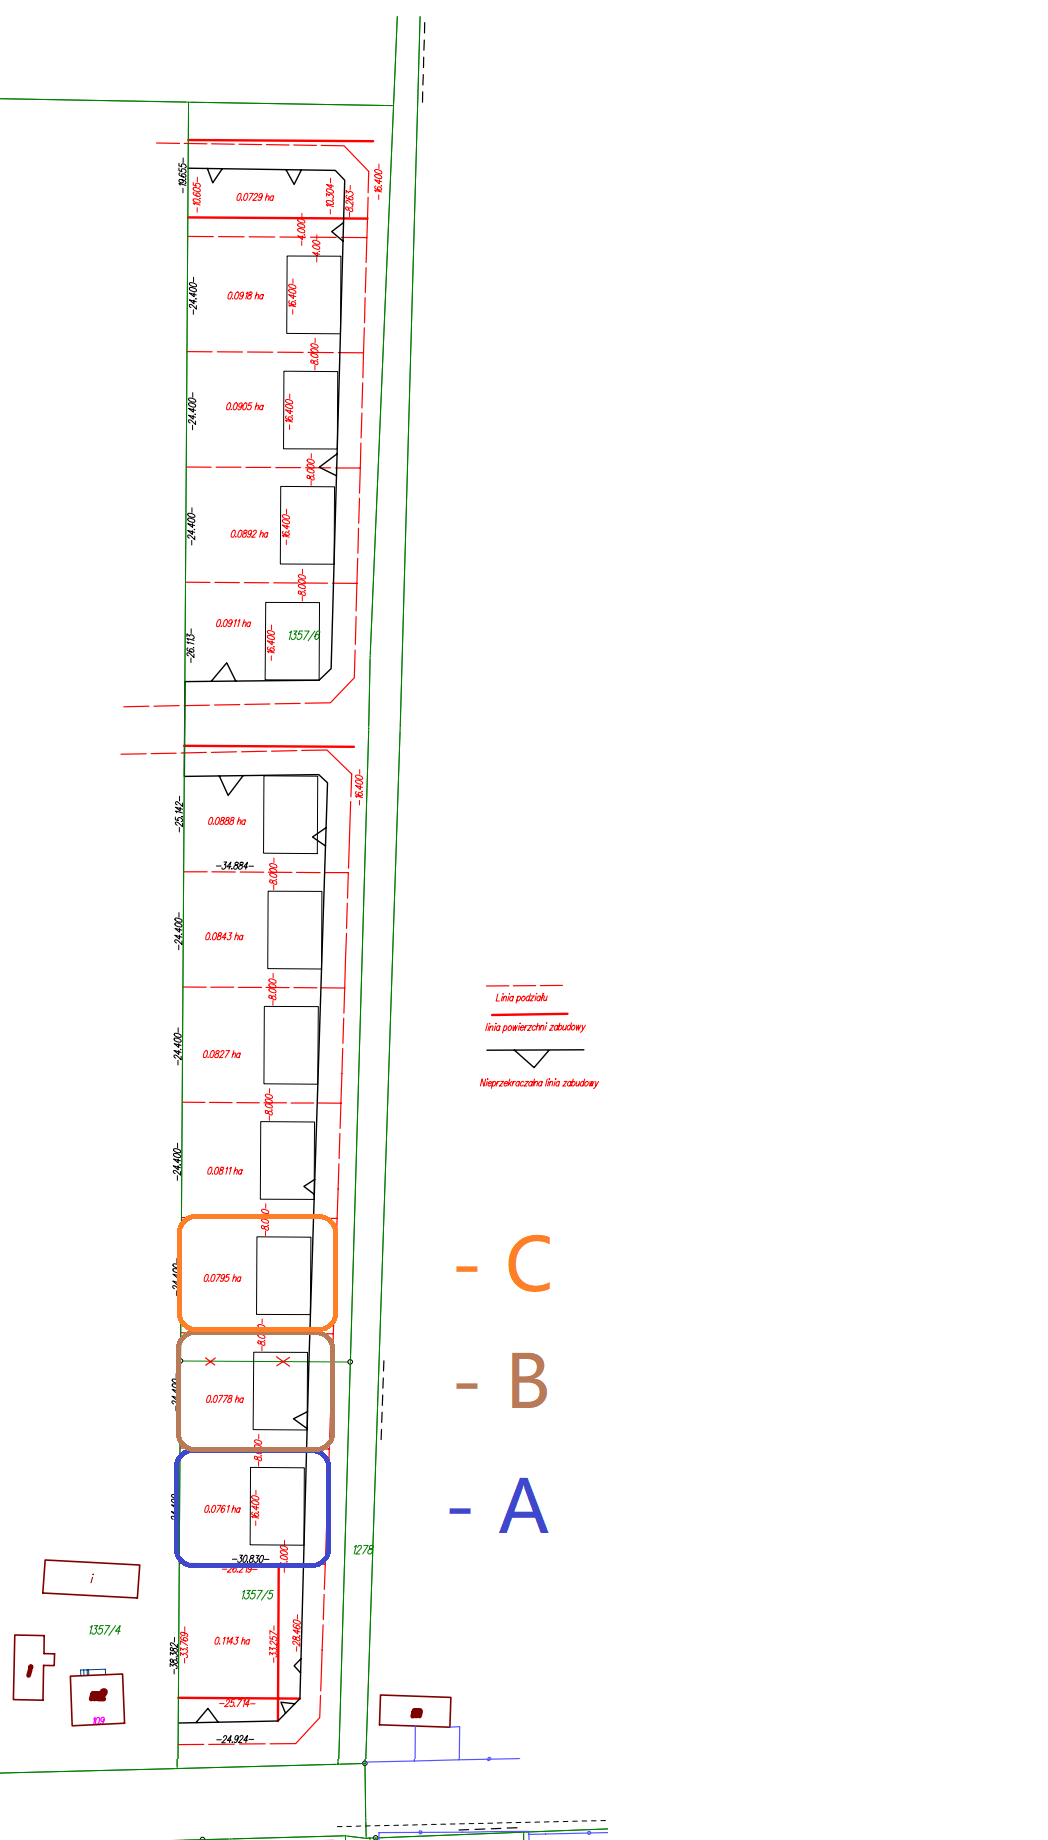 -19.655-
-10.605-
0.0729 ha
-10.304-
-8.263-
-16.400-
-4.000-
-4.00-
-24.400-
0.0918 ha
-16.400-
-8.000-
-24.400-
0.0905 ha
-16.400-
-8.000-
-24.400-
0.0892 ha
-16.400-
-8.000-
-26.113-
0.0911 ha
-16.400-
1357/6
-16.400-
-25.142-
0.0888 ha
-34.884-
-8.000-
-24.400-
0.0843 ha
-8.000-
Linia podziału
linia powierzchni zabudowy
-24.400-
0.0827 ha
Nieprzekraczalna linia zabudowy
-8.000-
-24.400-
0.0811 ha
-8.000-
-24.400-
0.0795 ha
- C
-8.000-
-24.400-
0.0778 ha
- B
-8.000-
-24.400-
0.0761 ha
-16.400-
- A
1278
-30.830-
-26.219-
i
1357/5
1357/4
-38.382-
-33.769-
0.1143 ha
-33.257-
-28.460-
109
-25.714-
-24.924-